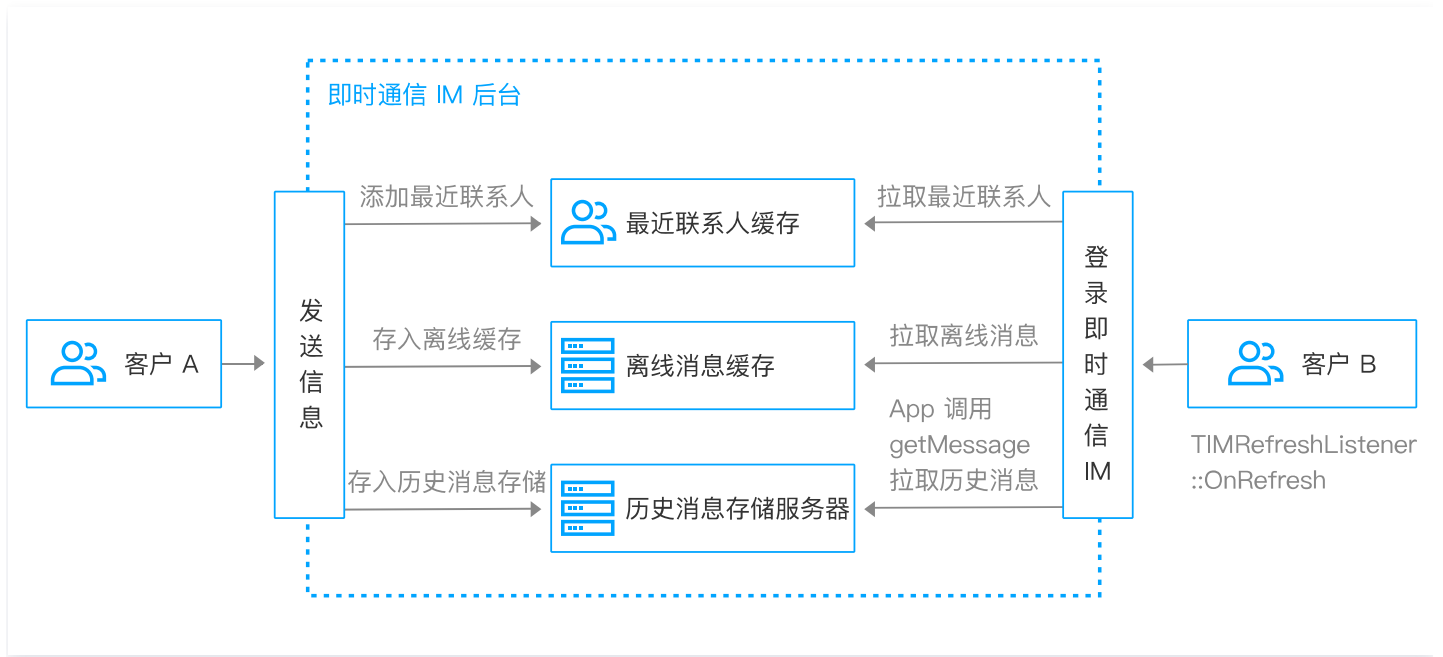 即时通信 IM 后台
添加最近联系人
最近联系人缓存
拉取最近联系人
客户 A
发送信息
存入离线缓存
离线消息缓存
拉取离线消息
登录即时通信IM
客户 B
TIMRefreshListener
::OnRefresh
存入历史消息存储
历史消息存储服务器
App 调用
getMessage
拉取历史消息